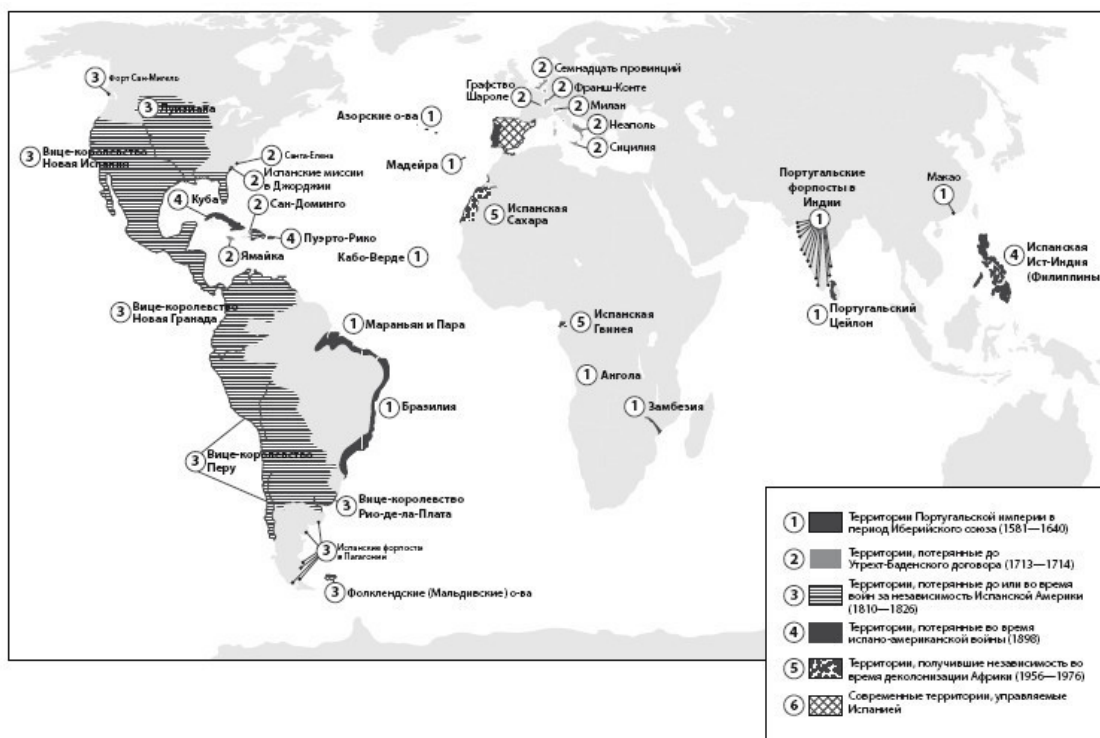 3 Форт Сан-Мигель
3 Луизиана
3 Вице-королевство
Новая Испания
2 Санта-Елена
2 Испанские миссии
в Джорджии
4 Куба
2 Сан-Доминго
4 Пуэрто-Рико
2 Ямайка
3 Вице-королевство
Новая Гранада
1 Мараньян и Пара
1 Бразилия
3 Вице-королевство
Перу
3 Вице-королевство
Рио-де-ла-Плата
3 Испанские форпосты
в Патагонии
3 Фолклендские (Мальдивские) о-ва
Азорские о-ва 1
Мадейра 1
Кабо-Верде 1
2 Семнадцать провинций
Графство
Шароле 2
2 Франш-Конте
2 Милан
2 Неаполь
2 Сицилия
5 Испанская
Сахара
5 Испанская
Гвинея
1 Ангола
1 Замбезия
Португальские
форпосты в
Индии
1
Макао
1
4 Испанская
Ист-Индия
(Филиппины
1 Португальский
Цейлон
1 Территории Португальской империи в
период Иберийского союза (1581—1640)
2 Территории, потерянные до
Утрехт-Баденского договора (1713—1714)
3 Территории, потерянные до или во время
войн за независимость Испанской Америки
(1810—1826)
4 Территории, потерянные во время
испано-американской войны (1898)
5 Территории, получившие независимость во
время деколонизации Африки (1956—1976)
6 Современные территории, управляемые
Испанией